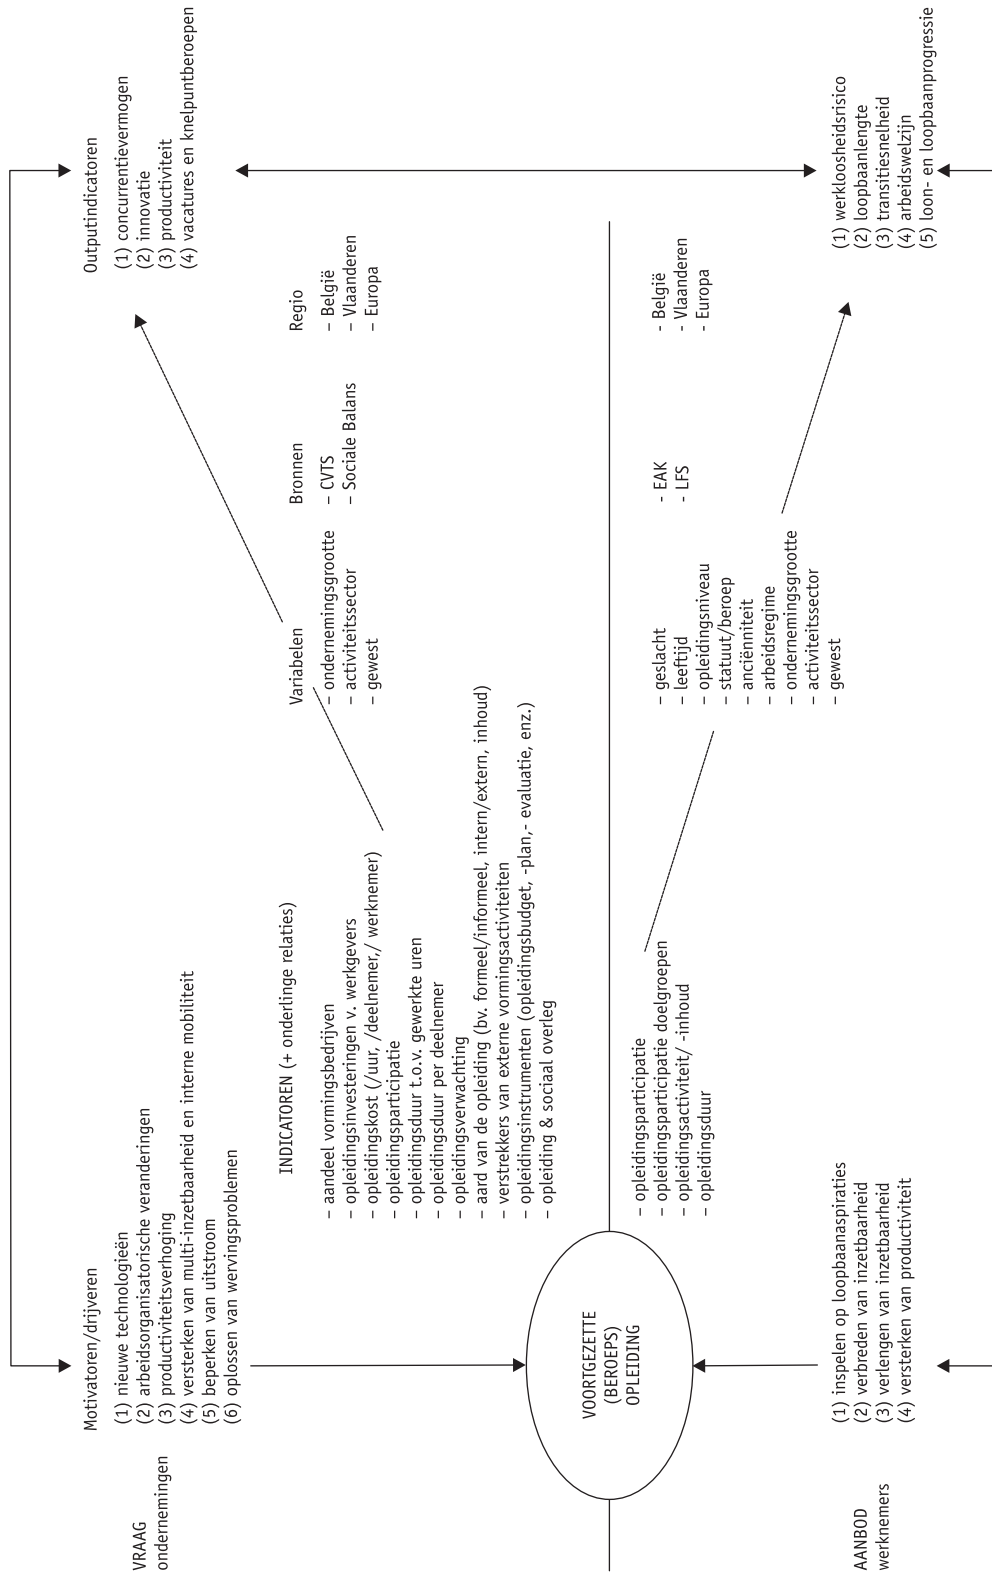 VRAAG
ondernemingen
Motivatoren/drijveren
(1) nieuwe technologieën
(2) arbeidsorganisatorische veranderingen
(3) productiviteitsverhoging
(4) versterken van multi-inzetbaarheid en interne mobiliteit
(5) beperken van uitstroom
(6) oplossen van wervingsproblemen
Outputindicatoren
(1) concurrentievermogen
(2) innovatie
(3) productiviteit
(4) vacatures en knelpuntberoepen
INDICATOREN (+ onderlinge relaties)
– aandeel vormingsbedrijven
– opleidingsinvesteringen v. werkgevers
– opleidingskost (/uur, /deelnemer,/ werknemer)
– opleidingsparticipatie
– opleidingsduur t.o.v. gewerkte uren
– opleidingsduur per deelnemer
– opleidingsverwachting
– aard van de opleiding (bv. formeel/informeel, intern/extern, inhoud)
– verstrekkers van externe vormingsactiviteiten
– opleidingsinstrumenten (opleidingsbudget, -plan,- evaluatie, enz.)
– opleiding & sociaal overleg
Variabelen
– ondernemingsgrootte
– activiteitssector
– gewest
Bronnen
– CVTS
– Sociale Balans
Regio
– België
– Vlaanderen
– Europa
VOORTGEZETTE
(BEROEPS)
OPLEIDING
– opleidingsparticipatie
– opleidingsparticipatie doelgroepen
– opleidingsactiviteit/ -inhoud
– opleidingsduur
– geslacht
– leeftijd
– opleidingsniveau
– statuut/beroep
– anciënniteit
– arbeidsregime
– ondernemingsgrootte
– activiteitssector
– gewest
- EAK
- LFS
- België
- Vlaanderen
- Europa
AANBOD
werknemers
(1) inspelen op loopbaanaspiraties
(2) verbreden van inzetbaarheid
(3) verlengen van inzetbaarheid
(4) versterken van productiviteit
(1) werkloosheidsrisico
(2) loopbaanlengte
(3) transitiesnelheid
(4) arbeidswelzijn
(5) loon- en loopbaanprogressie